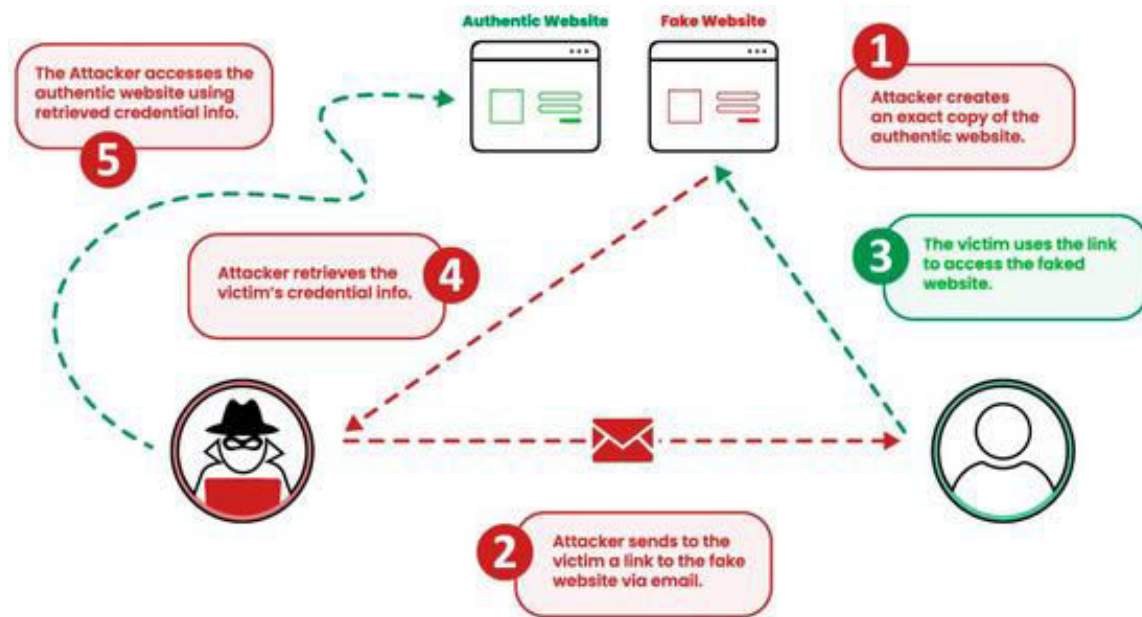 Authentic Website
Fake Website
1
Attacker creates
an exact copy of the
authentic website.
The Attacker accesses the
authentic website using
retrieved credential info.
5
3
The victim uses the link
to access the faked
website.
Attacker retrieves the
victim's credential info.
4
2
Attacker sends to the
victim a link to the fake
website via email.